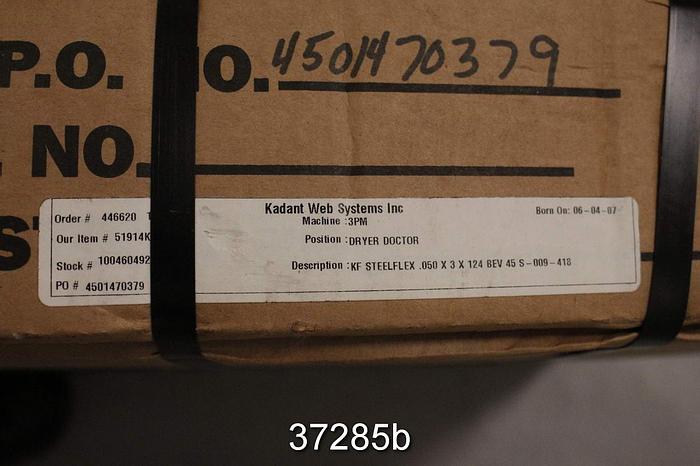 P.O. NO. 4501470379
NO.
Kadant Web Systems Inc
Order # 446620
Machine :3PM
Born On: 06-04-07
Our Item # 51914K
Position :DRYER DOCTOR
Stock # 100460492
Description :KF STEELFLEX .050 X 3 X 124 BEV 45 S-009-418
PO # 4501470379
37285b